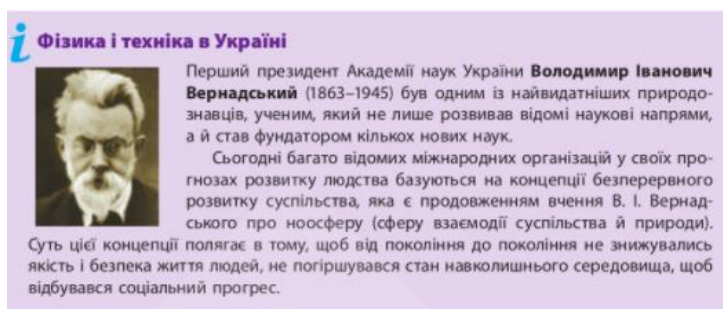 Фізика і техніка в Україні
Перший президент Академії наук України Володимир Іванович
Вернадський (1863–1945) був одним із найвидатніших природо-
знавців, ученим, який не лише розвивав відомі наукові напрями,
а й став фундатором кількох нових наук.
Сьогодні багато відомих міжнародних організацій у своїх про-
гнозах розвитку людства базуються на концепції безперервного
розвитку суспільства, яка є продовженням вчення В. І. Вернад-
ського про ноосферу (сферу взаємодії суспільства й природи).
Суть цієї концепції полягає в тому, щоб від покоління до покоління не знижувались
якість і безпека життя людей, не погіршувався стан навколишнього середовища, щоб
відбувався соціальний прогрес.